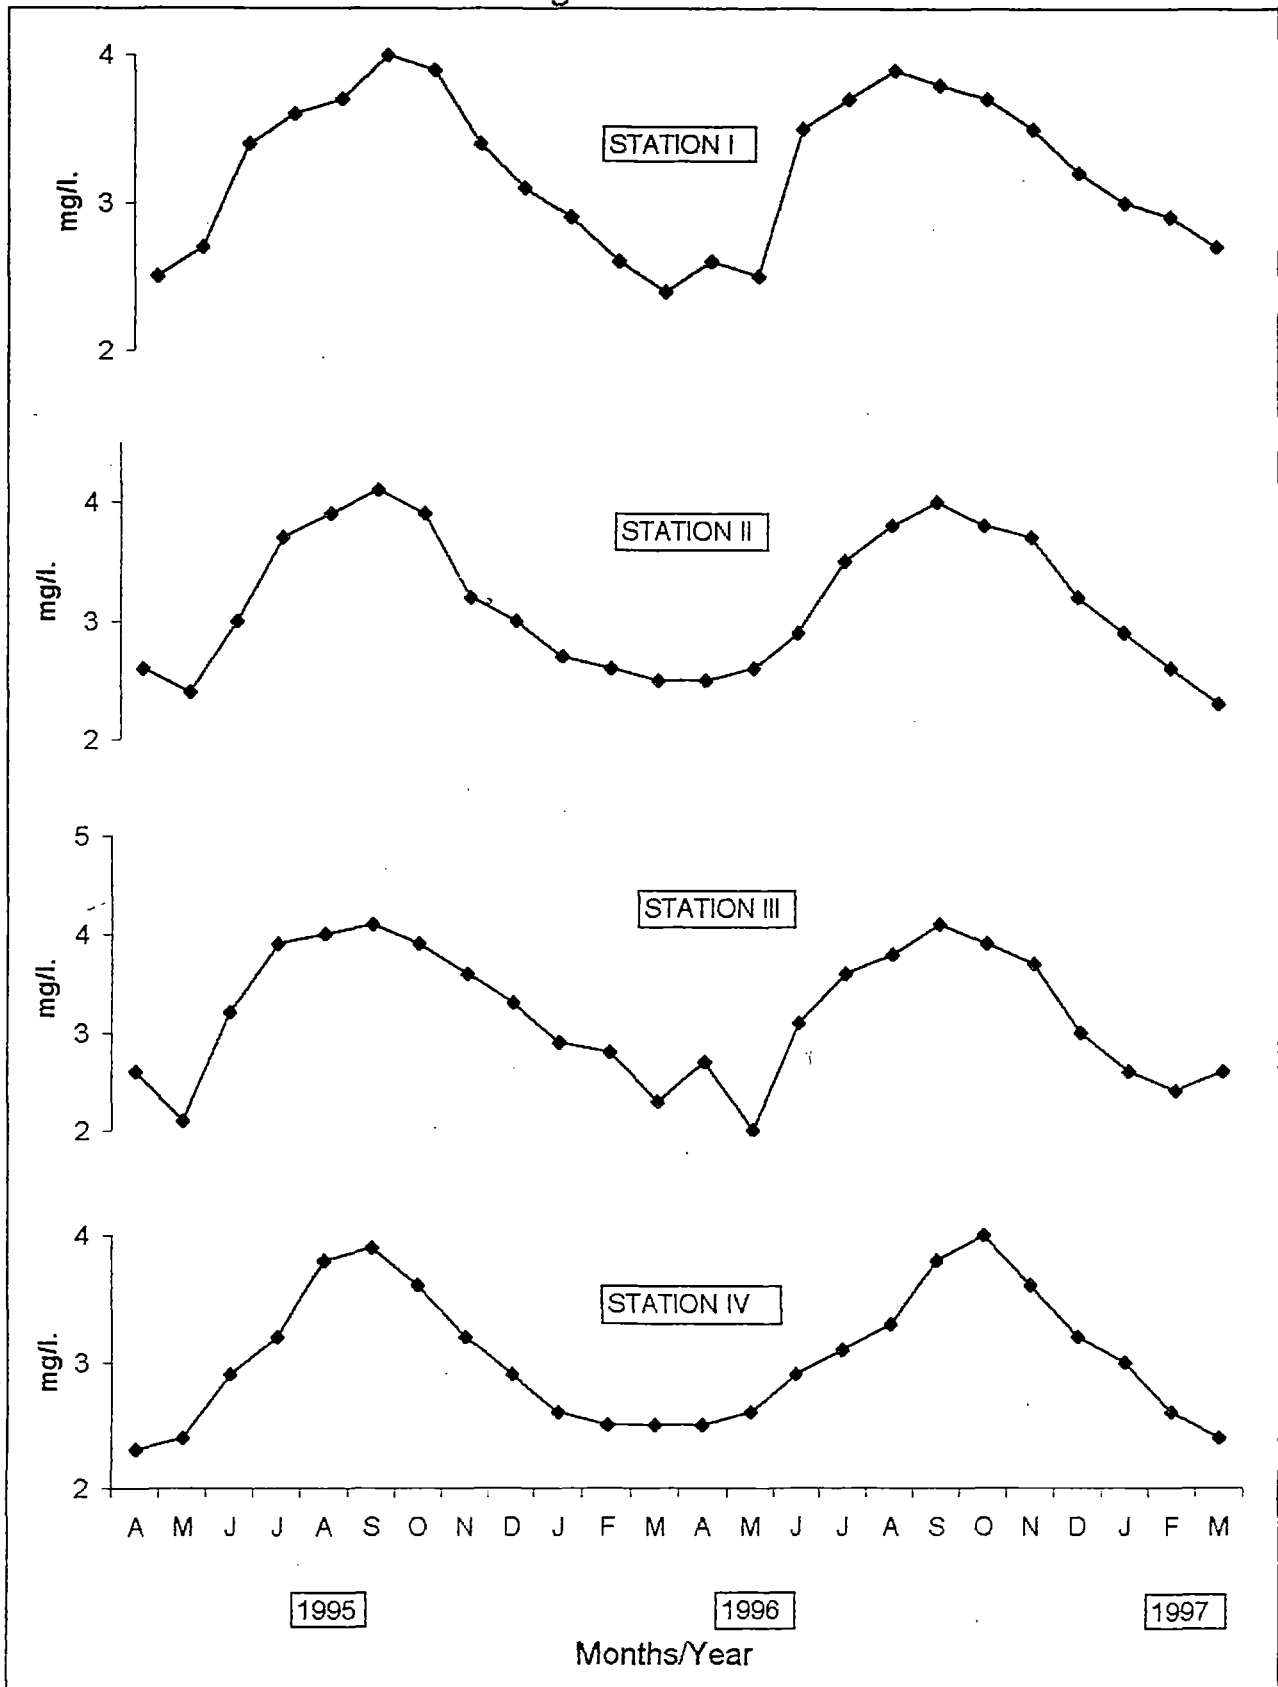 4
STATION I
3
mg/l.
2
4
STATION II
3
mg/l.
2
5
STATION III
4
mg/l.
3
2
4
STATION IV
3
mg/l.
2
A M J J A S O N D J F M A M J J A S O N D J F M
1995 1996 1997
Months/Year